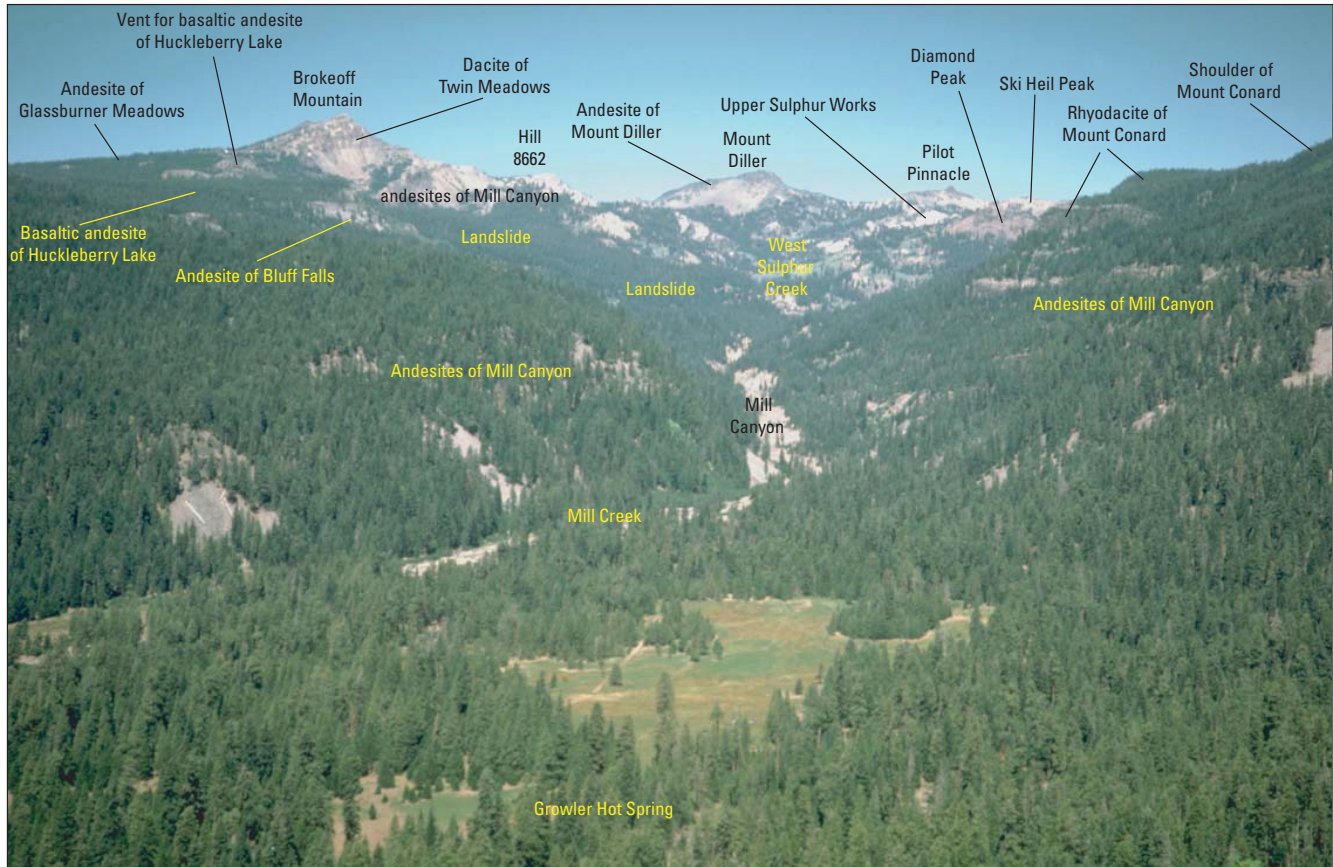 Vent for basaltic andesite
of Huckleberry Lake
Andesite of
Glassburner Meadows
Brokeoff
Mountain
Dacite of
Twin Meadows
Hill
8662
Andesite of
Mount Diller
Mount
Diller
Upper Sulphur Works
Pilot
Pinnacle
Diamond
Peak
Ski Heil Peak
Rhyodacite of
Mount Conard
Shoulder of
Mount Conard
andesites of Mill Canyon
Basaltic andesite
of Huckleberry Lake
Andesite of Bluff Falls
Landslide
Landslide
West
Sulphur
Creek
Andesites of Mill Canyon
Andesites of Mill Canyon
Mill
Canyon
Mill Creek
Growler Hot Spring